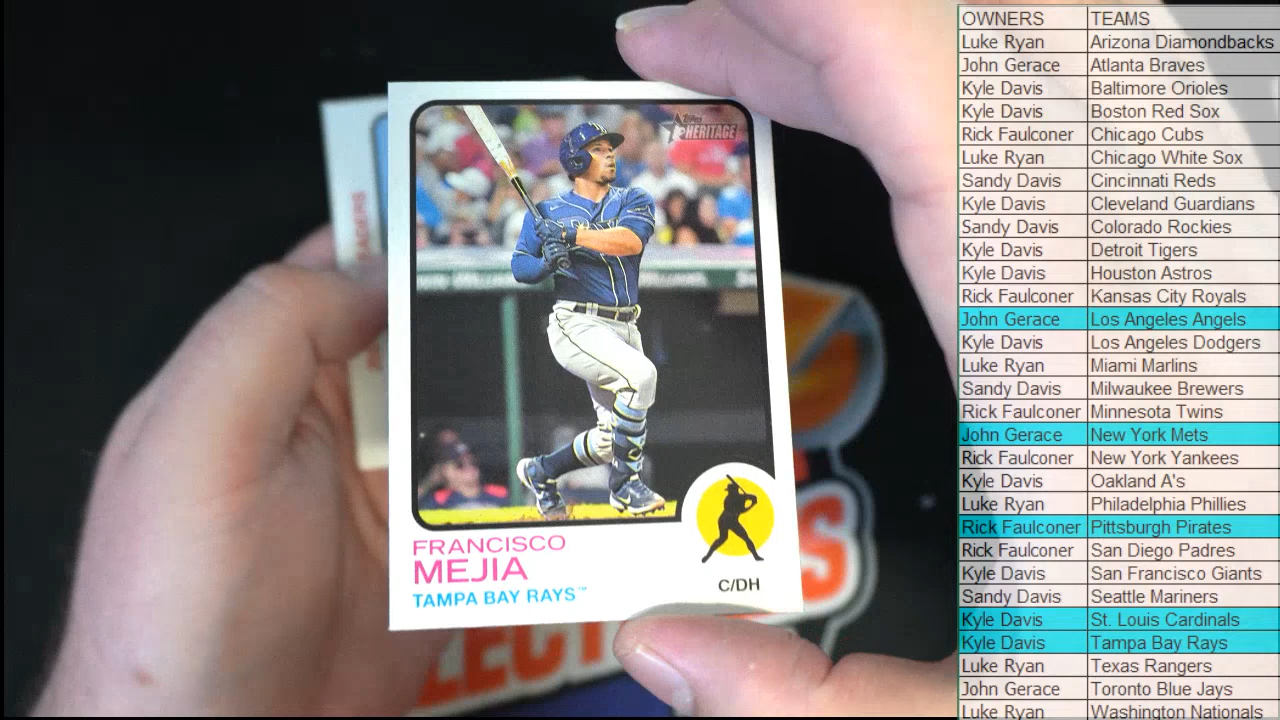 Topps
HERITAGE
FRANCISCO
MEJIA
TAMPA BAY RAYS™
C/DH
OWNERS TEAMS
Luke Ryan Arizona Diamondbacks
John Gerace Atlanta Braves
Kyle Davis Baltimore Orioles
Kyle Davis Boston Red Sox
Rick Faulconer Chicago Cubs
Luke Ryan Chicago White Sox
Sandy Davis Cincinnati Reds
Kyle Davis Cleveland Guardians
Sandy Davis Colorado Rockies
Kyle Davis Detroit Tigers
Kyle Davis Houston Astros
Rick Faulconer Kansas City Royals
John Gerace Los Angeles Angels
Kyle Davis Los Angeles Dodgers
Luke Ryan Miami Marlins
Sandy Davis Milwaukee Brewers
Rick Faulconer Minnesota Twins
John Gerace New York Mets
Rick Faulconer New York Yankees
Kyle Davis Oakland A's
Luke Ryan Philadelphia Phillies
Rick Faulconer Pittsburgh Pirates
Rick Faulconer San Diego Padres
Kyle Davis San Francisco Giants
Sandy Davis Seattle Mariners
Kyle Davis St. Louis Cardinals
Kyle Davis Tampa Bay Rays
Luke Ryan Texas Rangers
John Gerace Toronto Blue Jays
Luke Ryan Washington Nationals